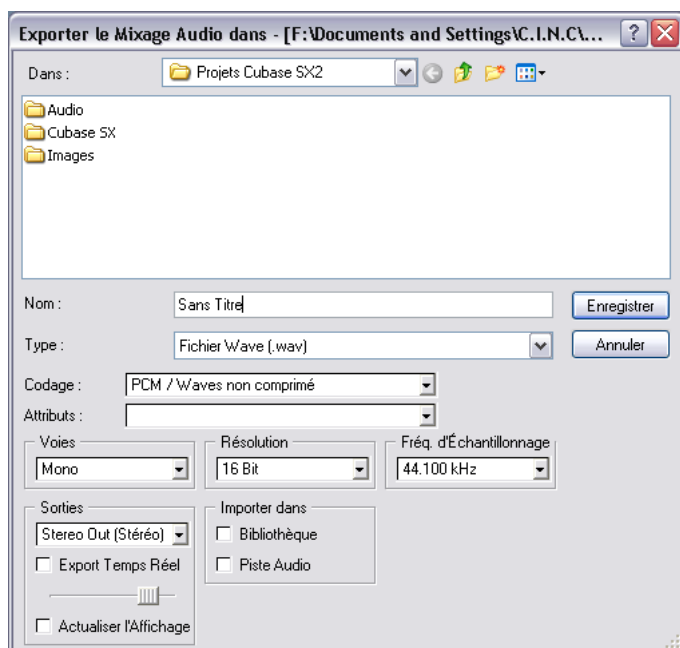 Exporter le Mixage Audio dans - [F:\Documents and Settings\C.I.N.C\...
Dans :
Projets Cubase SX2
Audio
Cubase SX
Images
Nom :
Sans Titre
Enregistrer
Type :
Fichier Wave (.wav)
Annuler
Codage :
PCM / Waves non comprimé
Attributs :
Voies
Résolution
Fréq. d'Échantillonnage
Mono
16 Bit
44.100 kHz
Sorties
Importer dans
Stereo Out (Stéréo)
Bibliothèque
Export Temps Réel
Piste Audio
Actualiser l'Affichage